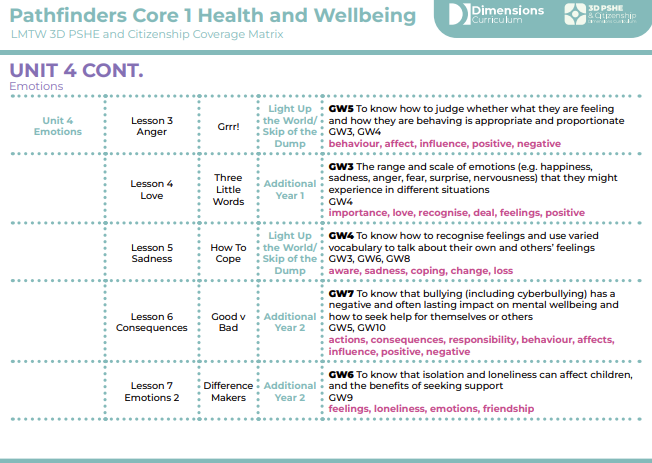 Pathfinders Core 1 Health and Wellbeing
LMTW 3D PSHE and Citizenship Coverage Matrix
Dimensions
Curriculum
3D PSHE
& Citizenship
UNIT 4 CONT.
Emotions
Unit 4
Emotions
Lesson 3
Anger
Grrr!
Light Up
the World/
Skip of the
Dump
GW5 To know how to judge whether what they are feeling
and how they are behaving is appropriate and proportionate
GW3, GW4
behaviour, affect, influence, positive, negative
Lesson 4
Love
Three
Little
Words
Additional
Year 1
GW3 The range and scale of emotions (e.g. happiness,
sadness, anger, fear, surprise, nervousness) that they might
experience in different situations
GW4
importance, love, recognise, deal, feelings, positive
Lesson 5
Sadness
How To
Cope
Light Up
the World/
Skip of the
Dump
GW4 To know how to recognise feelings and use varied
vocabulary to talk about their own and others' feelings
GW3, GW6, GW8
aware, sadness, coping, change, loss
Lesson 6
Consequences
Good v
Bad
Additional
Year 2
GW7 To know that bullying (including cyberbullying) has a
negative and often lasting impact on mental wellbeing and
how to seek help for themselves or others
GW5, GW10
actions, consequences, responsibility, behaviour, affects,
influence, positive, negative
Lesson 7
Emotions 2
Difference
Makers
Additional
Year 2
GW6 To know that isolation and loneliness can affect children,
and the benefits of seeking support
GW9
feelings, loneliness, emotions, friendship